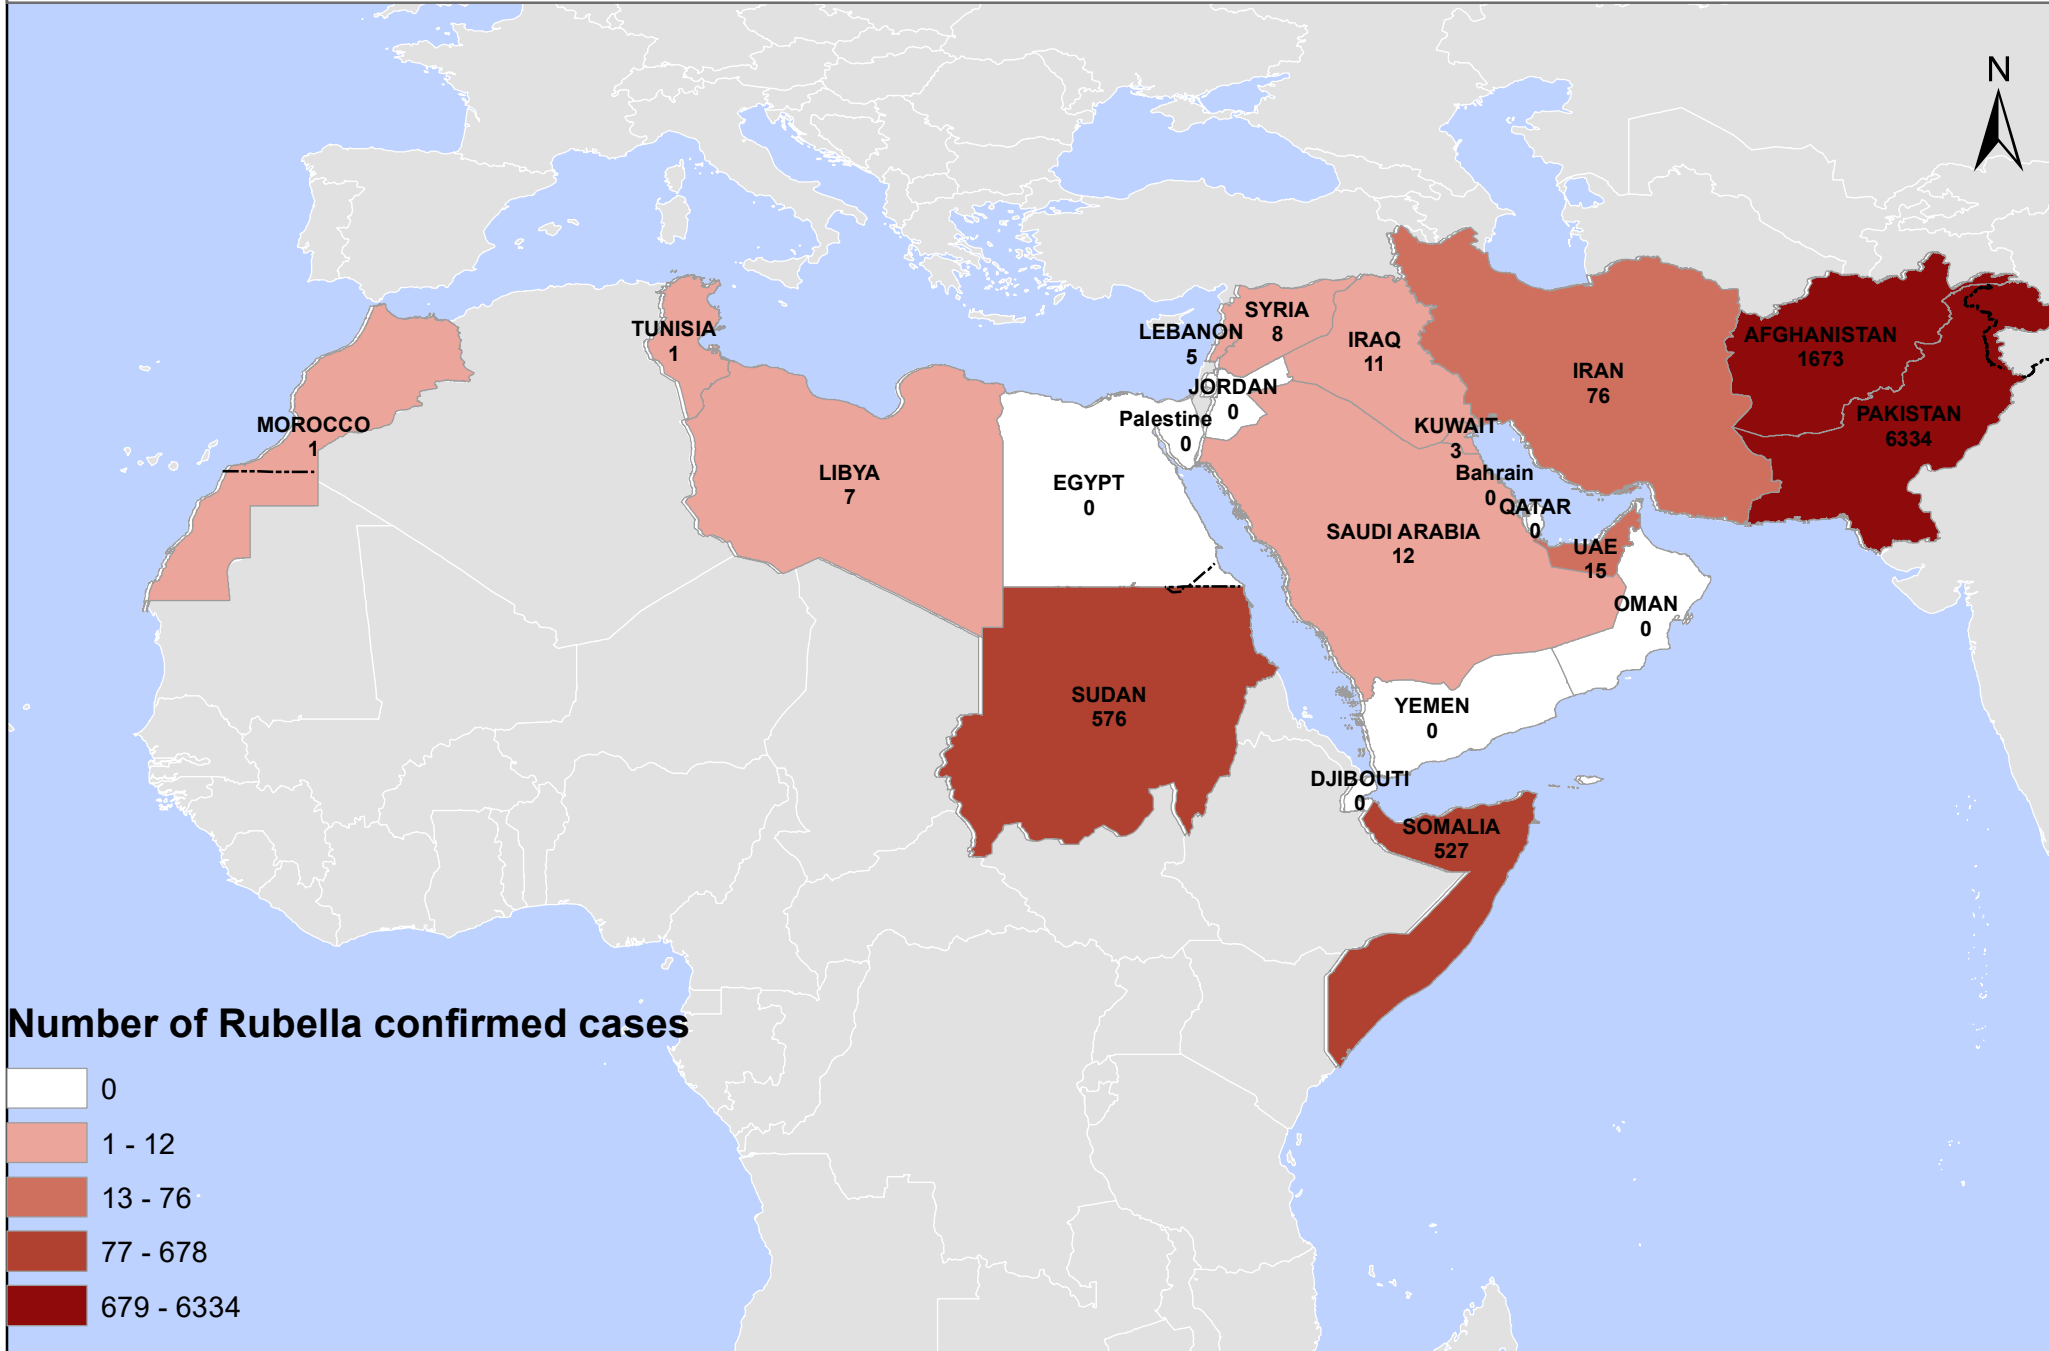 N
TUNISIA
1
MOROCCO
1
LIBYA
7
EGYPT
0
LEBANON
5
SYRIA
8
IRAQ
11
JORDAN
0
Palestine
0
KUWAIT
3
Bahrain
0
QATAR
0
IRAN
76
AFGHANISTAN
1673
PAKISTAN
6334
SAUDI ARABIA
12
UAE
15
OMAN
0
YEMEN
0
SUDAN
576
DJIBOUTI
0
SOMALIA
527
Number of Rubella confirmed cases
0
1 - 12
13 - 76
77 - 678
679 - 6334